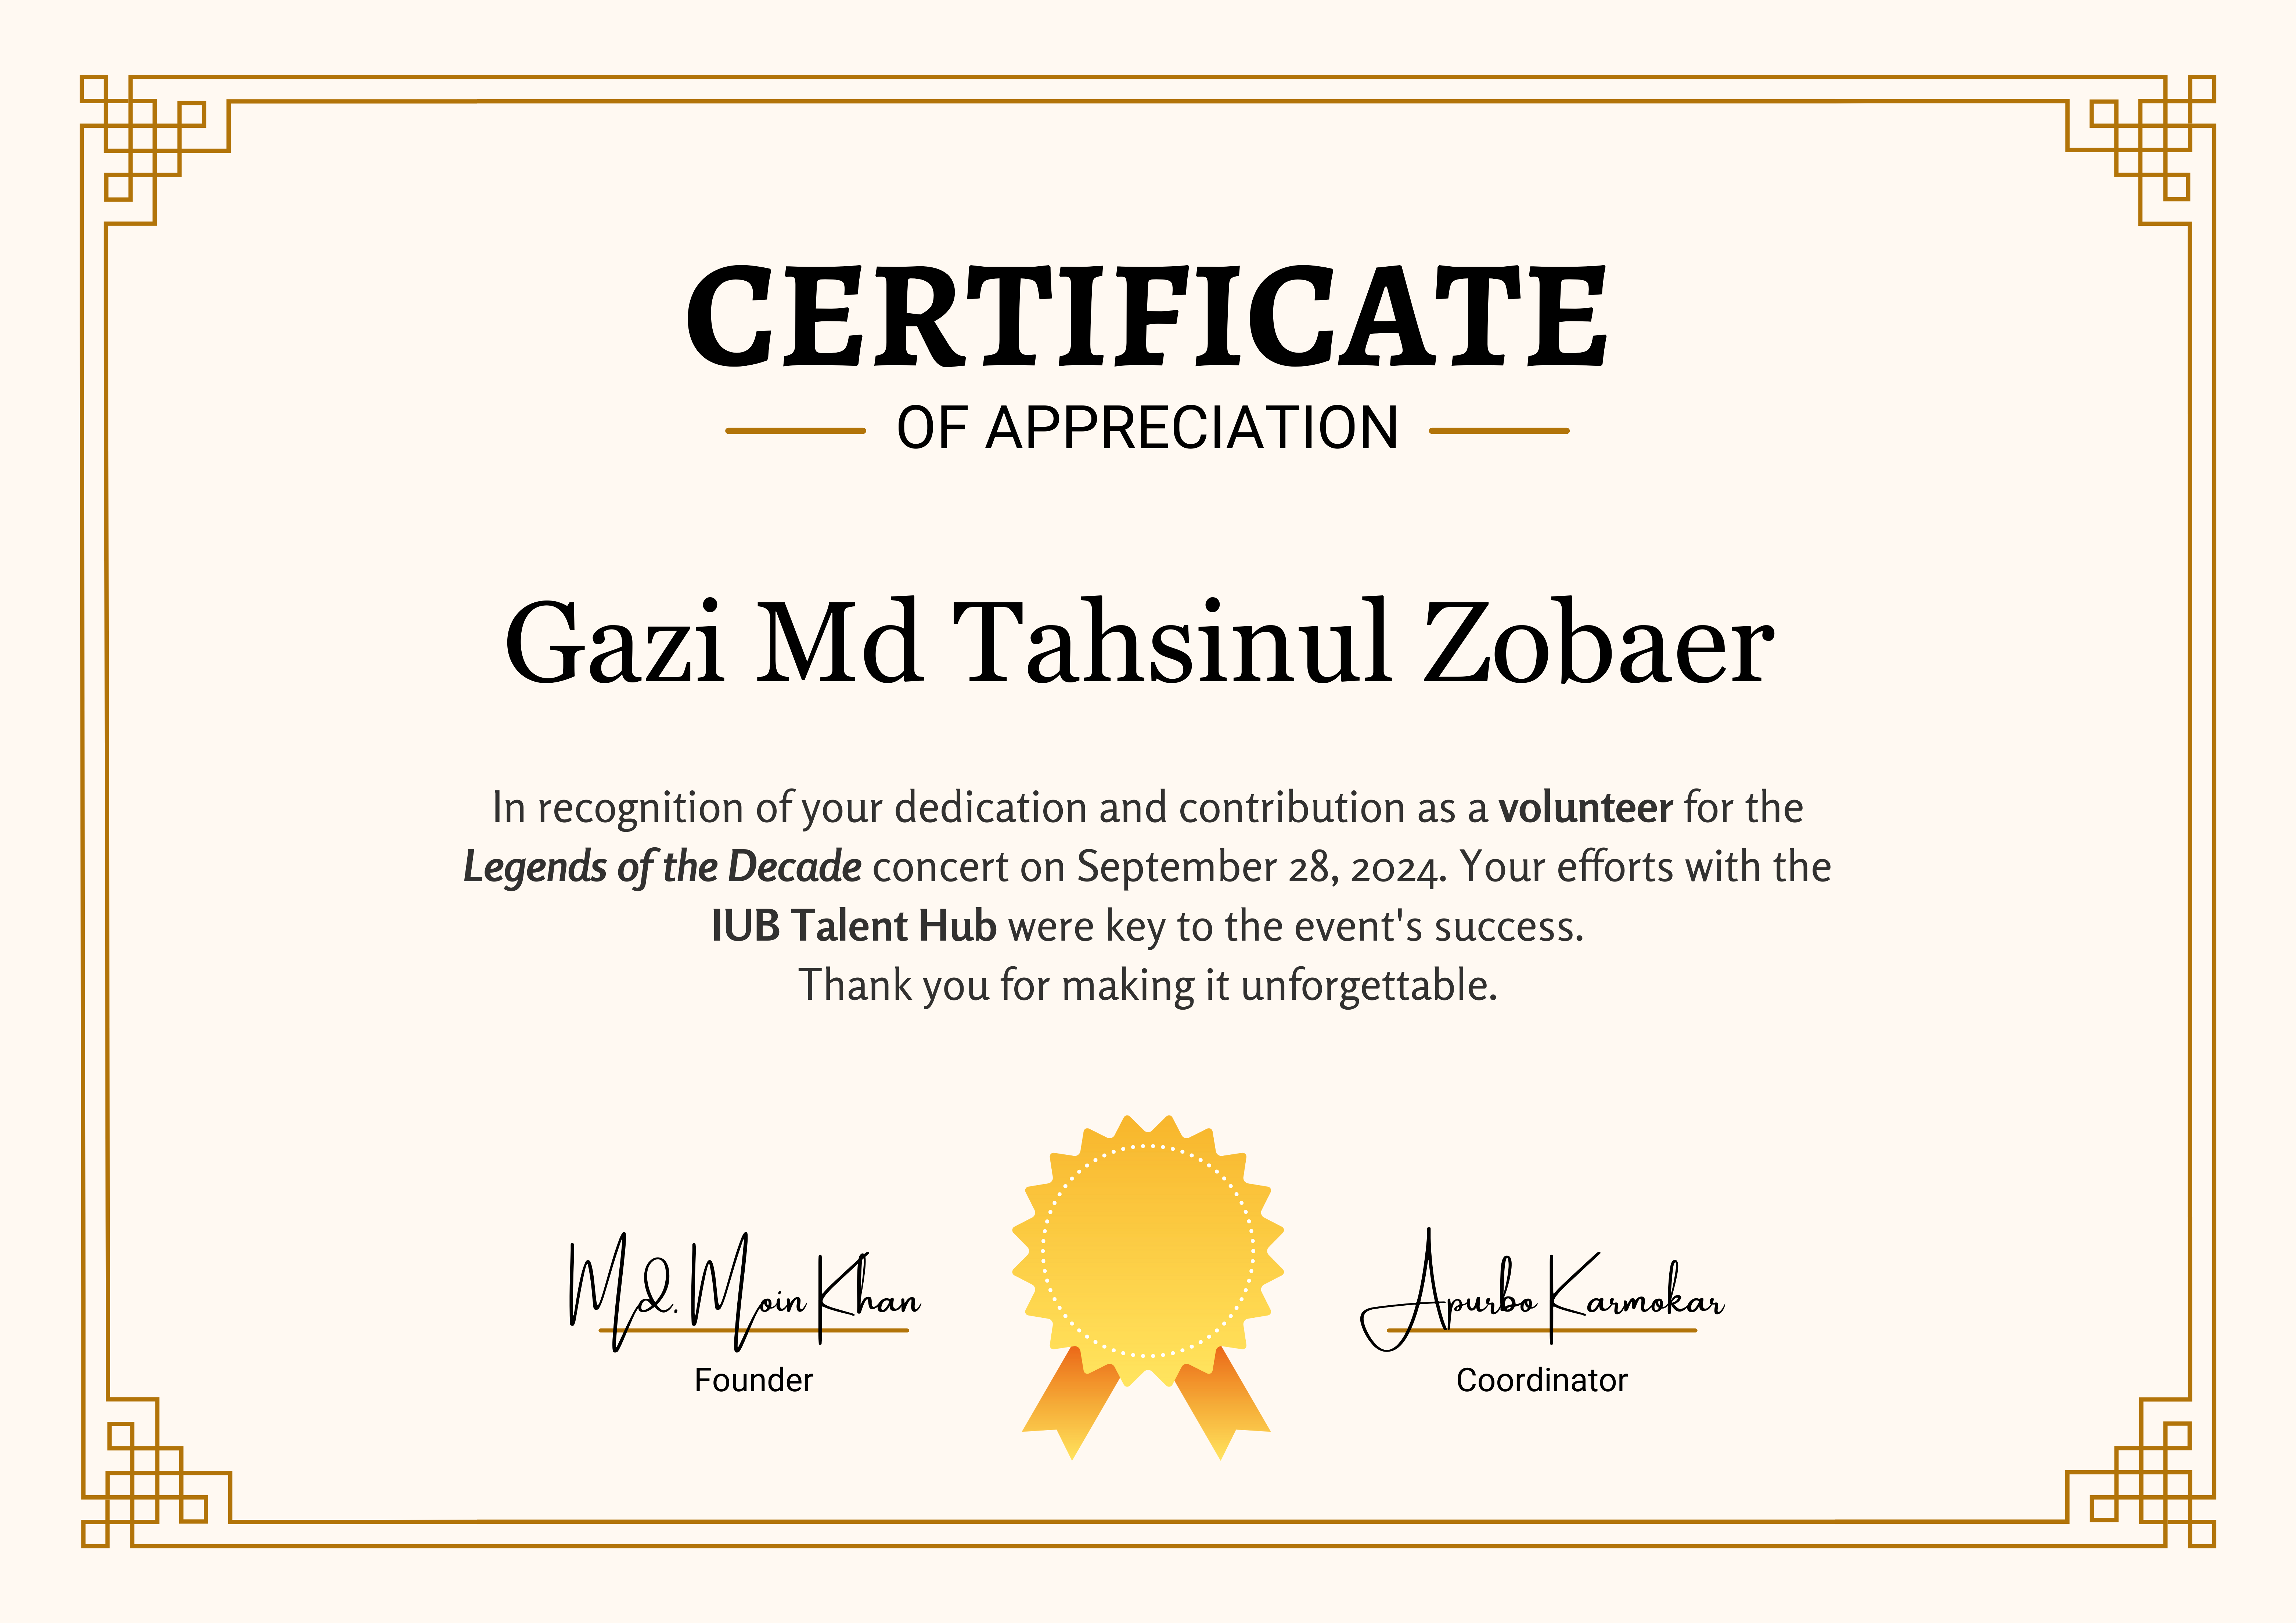 CERTIFICATE
OF APPRECIATION
Gazi Md Tahsinul Zobaer
In recognition of your dedication and contribution as a volunteer for the
Legends of the Decade concert on September 28, 2024. Your efforts with the
IUB Talent Hub were key to the event's success.
Thank you for making it unforgettable.
Md. Moin Khan
Founder
Apurbo Karmokar
Coordinator